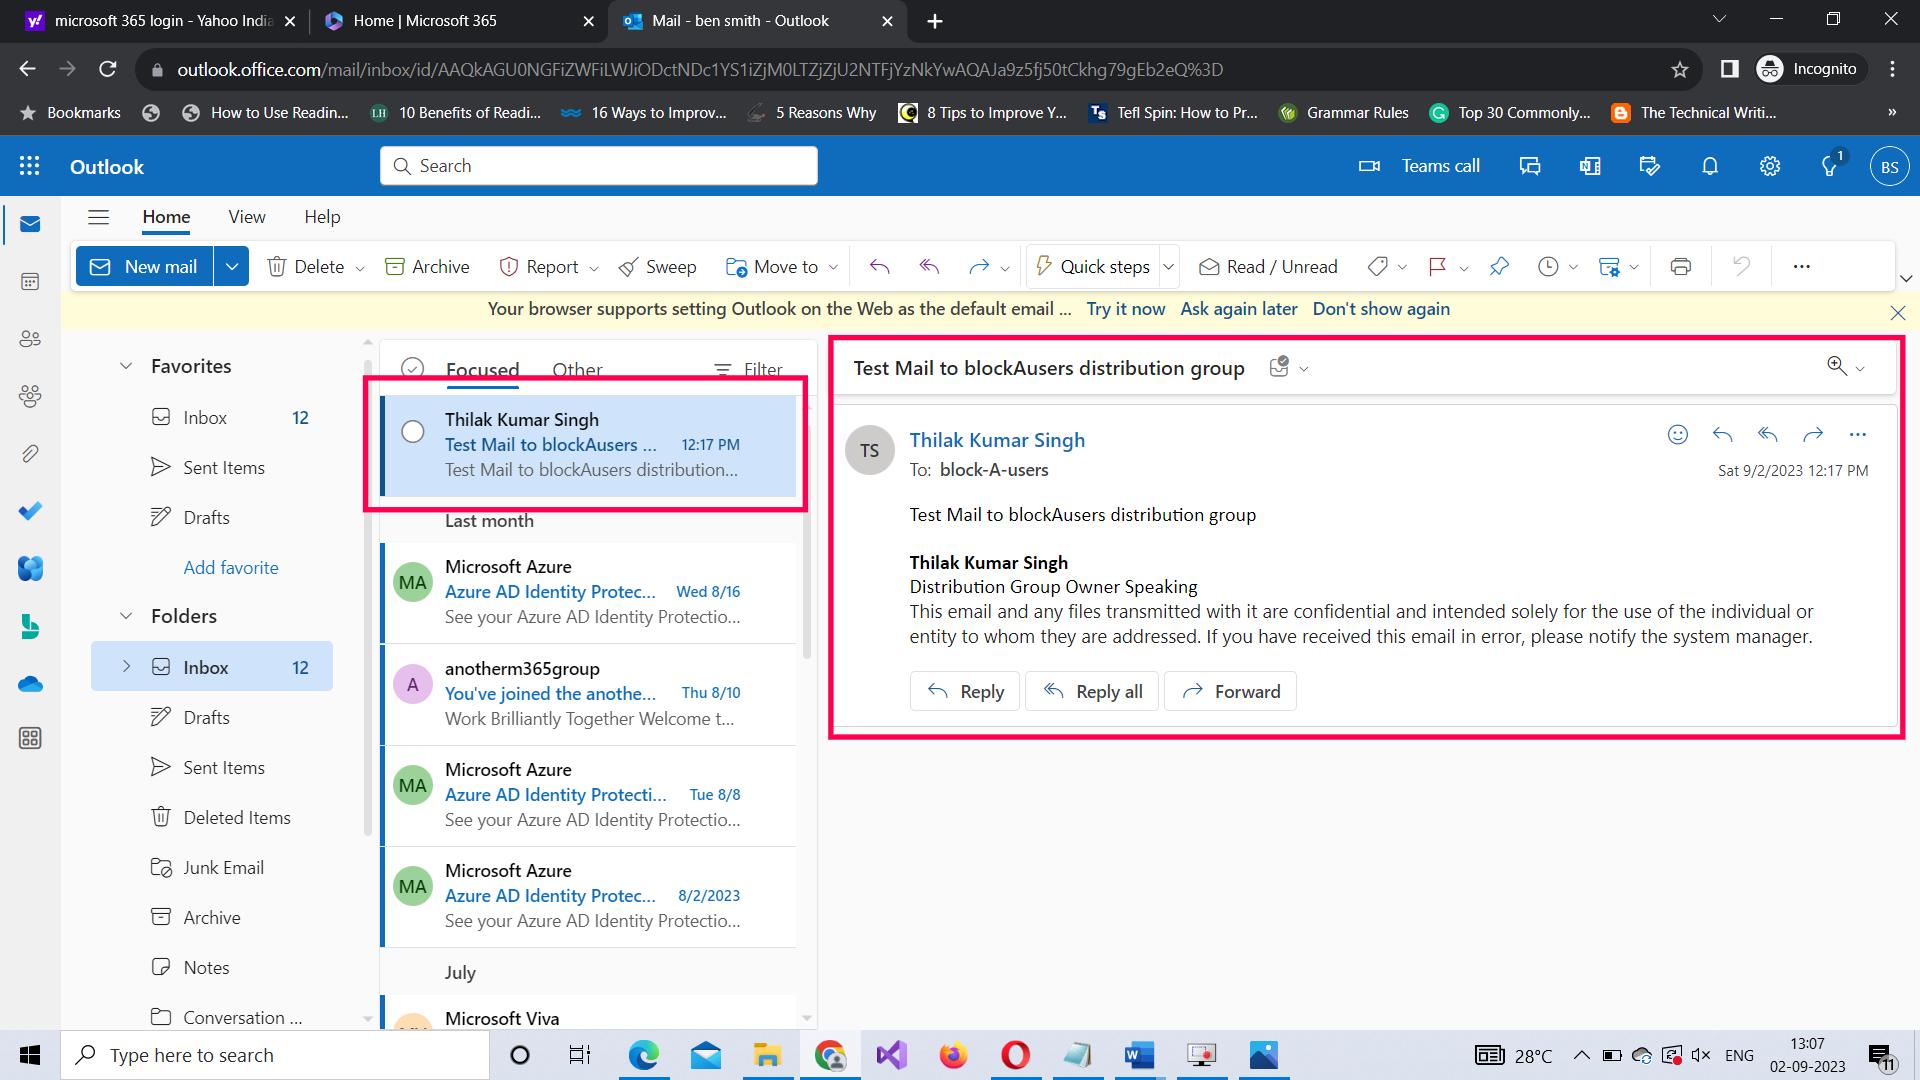 microsoft 365 login - Yahoo India
Home | Microsoft 365
Mail - ben smith - Outlook
outlook.office.com/mail/inbox/id/AAQkAGU0NGFiZWFiLWJiODctNDc1YS1iZjM0LTZjZjU2NTFjYzNkYwAQAJa9z5fj50tCkhg79gEb2eQ%3D
Incognito
Bookmarks
How to Use Readin...
LH
10 Benefits of Readi...
16 Ways to Improv...
5 Reasons Why
8 Tips to Improve Y...
Ts
Tefl Spin: How to Pr...
Grammar Rules
Top 30 Commonly...
The Technical Writi...
»
Outlook
Search
Teams call
1
BS
Home
View
Help
New mail
Delete
Archive
Report
Sweep
Move to
Quick steps
Read / Unread
Your browser supports setting Outlook on the Web as the default email ...
Try it now
Ask again later
Don't show again
Favorites
Inbox 12
Sent Items
Drafts
Add favorite
Folders
Inbox 12
Drafts
Sent Items
Deleted Items
Junk Email
Archive
Notes
Conversation ...
Focused
Other
Filter
Thilak Kumar Singh
Test Mail to blockAusers ... 12:17 PM
Test Mail to blockAusers distribution...
Last month
MA
Microsoft Azure
Azure AD Identity Protec... Wed 8/16
See your Azure AD Identity Protectio...
A
anotherm365group
You've joined the anothe... Thu 8/10
Work Brilliantly Together Welcome t...
MA
Microsoft Azure
Azure AD Identity Protecti... Tue 8/8
See your Azure AD Identity Protectio...
MA
Microsoft Azure
Azure AD Identity Protec... 8/2/2023
See your Azure AD Identity Protectio...
July
Microsoft Viva
Test Mail to blockAusers distribution group
TS
Thilak Kumar Singh
To: block-A-users
Sat 9/2/2023 12:17 PM
Test Mail to blockAusers distribution group
Thilak Kumar Singh
Distribution Group Owner Speaking
This email and any files transmitted with it are confidential and intended solely for the use of the individual or
entity to whom they are addressed. If you have received this email in error, please notify the system manager.
Reply
Reply all
Forward
Type here to search
28°C
ENG
13:07
02-09-2023
11